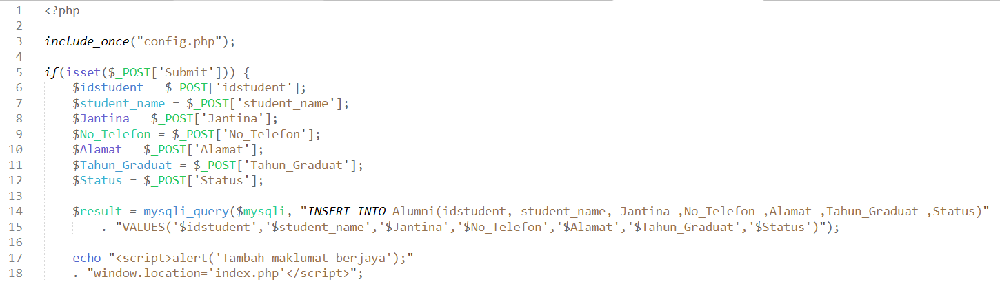 1 <?php
2
3 include_once("config.php");
4
5 if(isset($_POST['Submit'])) {
6 $idstudent = $_POST['idstudent'];
7 $student_name = $_POST['student_name'];
8 $Jantina = $_POST['Jantina'];
9 $No_Telefon = $_POST['No_Telefon'];
10 $Alamat = $_POST['Alamat'];
11 $Tahun_Graduat = $_POST['Tahun_Graduat'];
12 $Status = $_POST['Status'];
13
14 $result = mysqli_query($mysqli, "INSERT INTO Alumni(idstudent, student_name, Jantina ,No_Telefon ,Alamat ,Tahun_Graduat ,Status)"
15 . "VALUES('$idstudent','$student_name','$Jantina','$No_Telefon','$Alamat','$Tahun_Graduat','$Status')");
16
17 echo "<script>alert('Tambah maklumat berjaya');"
18 . "window.location='index.php'</script>";